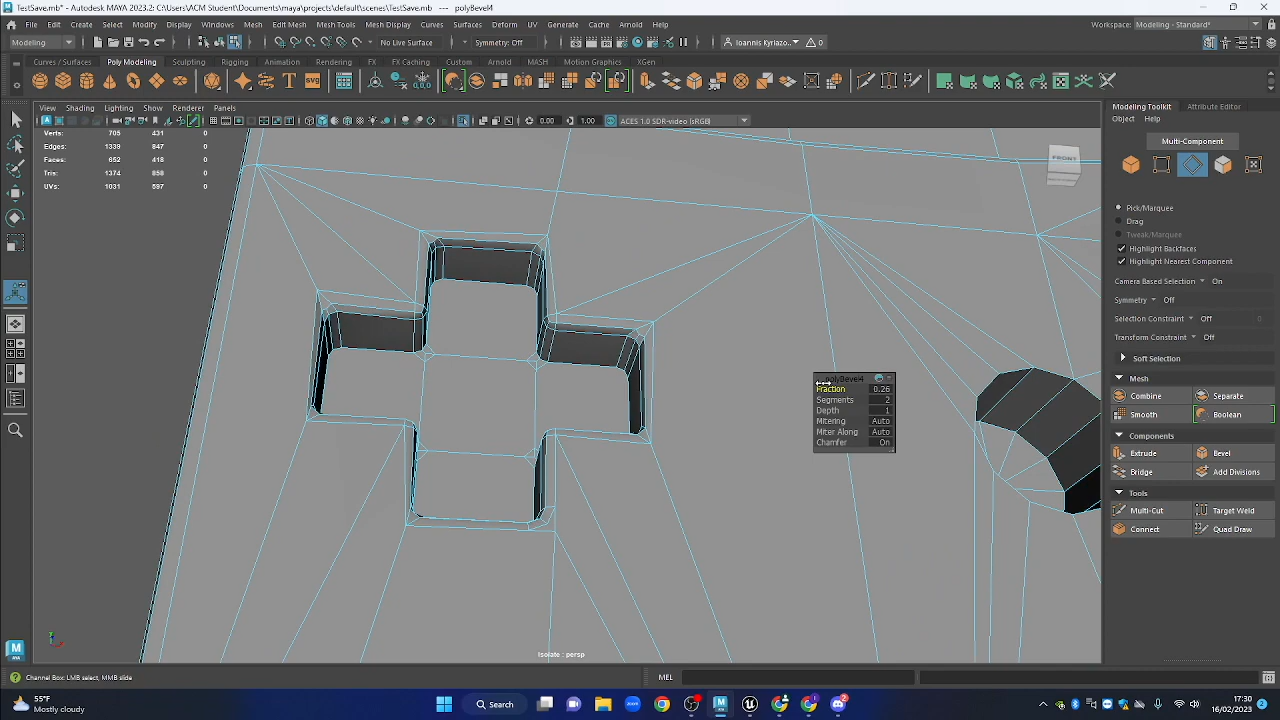 TestSave.mb* - Autodesk MAYA 2023.2: C:\Users\ACM Student\Documents\maya\projects\default\scenes\TestSave.mb --- polyBevel4
File Edit Create Select Modify Display Windows Mesh Edit Mesh Mesh Tools Mesh Display Curves Surfaces Deform UV Generate Cache Arnold Help
Workspace: Modeling - Standard*
Modeling No Live Surface Symmetry: Off Ioannis Kyriazo... 0
Curves / Surfaces Poly Modeling Sculpting Rigging Animation Rendering FX FX Caching Custom Arnold MASH Motion Graphics XGen
View Shading Lighting Show Renderer Panels
0.00 1.00 ACES 1.0 SDR-video (sRGB)
Verts: 705 431 0
Edges: 1339 847 0
Faces: 652 418 0
Tris: 1374 858 0
UVs: 1031 597 0
FRONT
polyBevel4
Fraction 0.26
Segments 2
Depth 1
Mitering Auto
Miter Along Auto
Chamfer On
Isolate : persp
Modeling Toolkit Attribute Editor
Object Help
Multi-Component
Pick/Marquee
Drag
Tweak/Marquee
Highlight Backfaces
Highlight Nearest Component
Camera Based Selection On
Symmetry Off
Selection Constraint Off 0
Transform Constraint Off
Soft Selection
Mesh
Combine Separate
Smooth Boolean
Components
Extrude Bevel
Bridge Add Divisions
Tools
Multi-Cut Target Weld
Connect Quad Draw
Channel Box: LMB select, MMB slide
MEL
55°F
Mostly cloudy
Search
zoom
2
17:30
16/02/2023
2